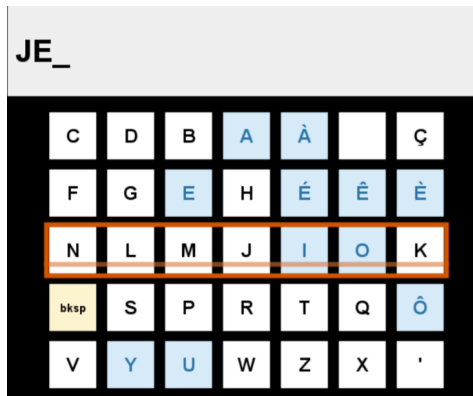 JE_
C D B A À Ç
F G E H É Ê È
N L M J I O K
bksp S P R T Q Ô
V Y U W Z X '